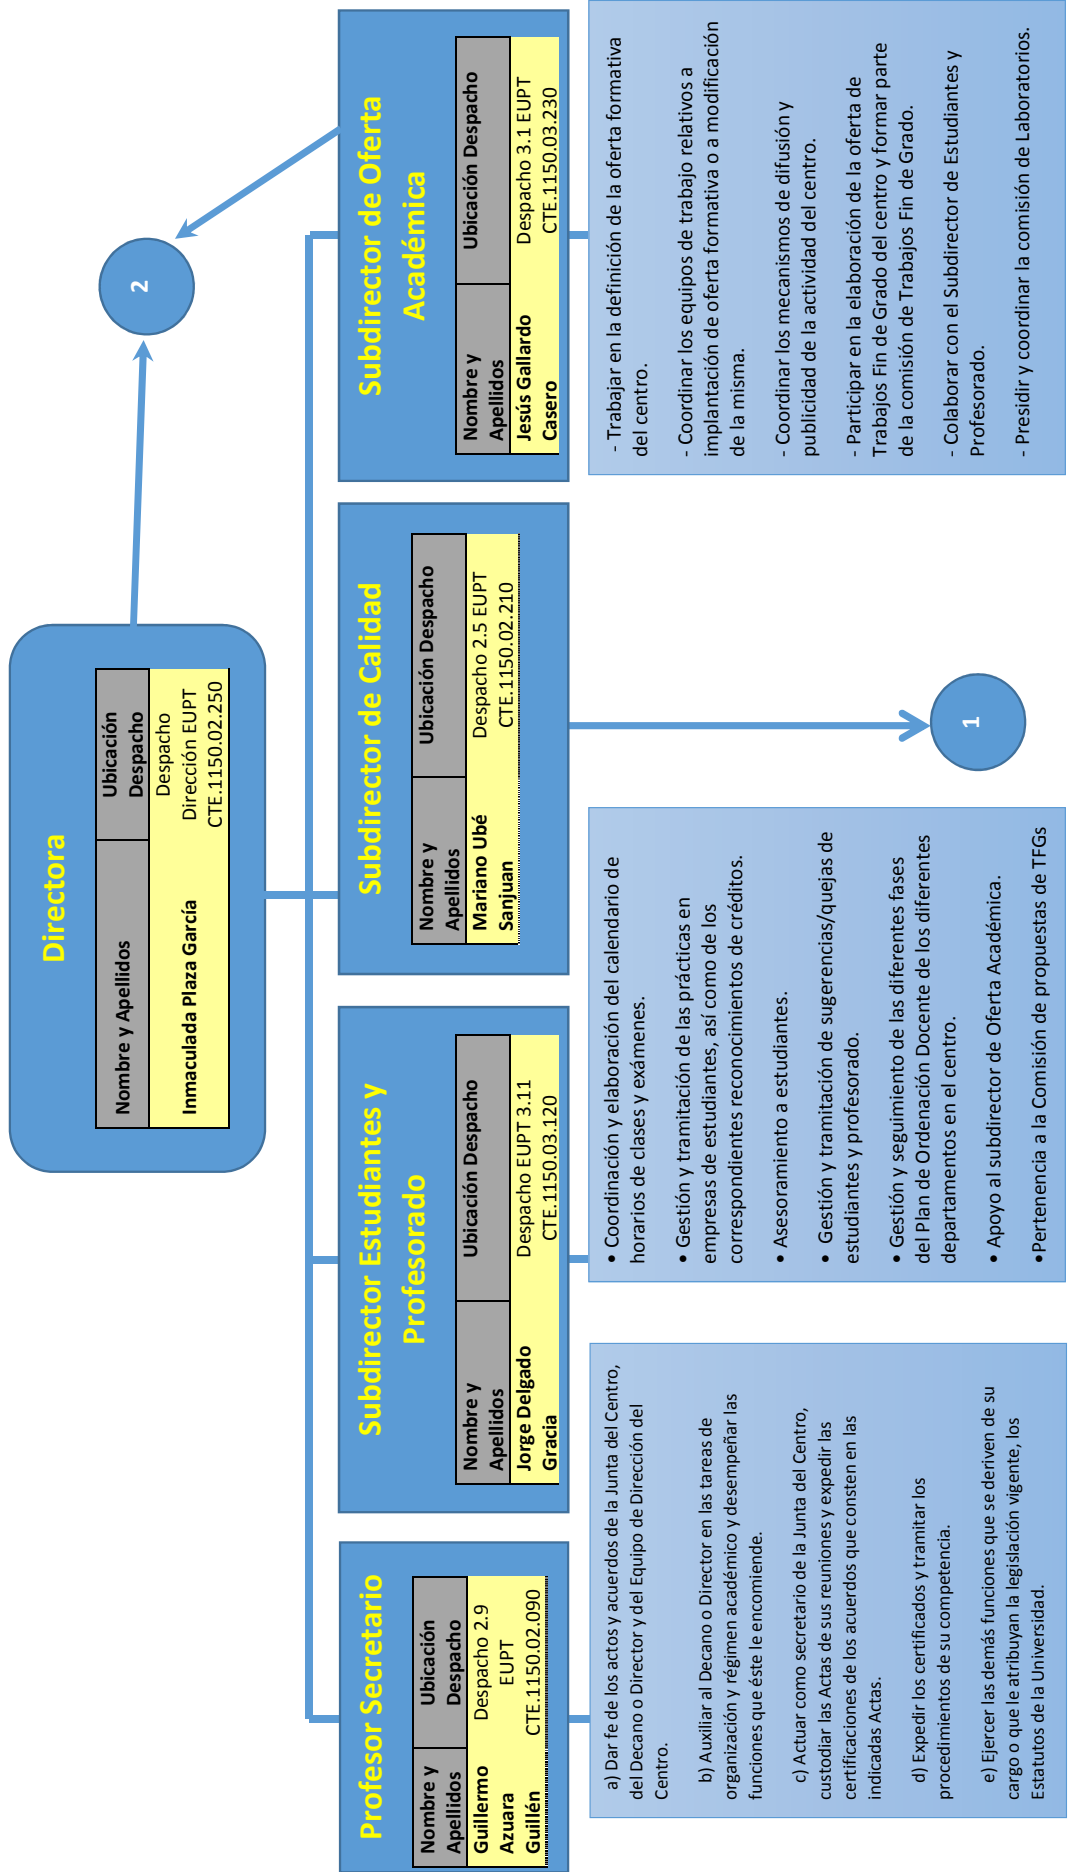 Directora
Nombre y Apellidos
Ubicación
Despacho
Inmaculada Plaza García
Despacho
Dirección EUPT
CTE.1150.02.250
2
Profesor Secretario
Nombre y
Apellidos
Ubicación
Despacho
Guillermo
Azuara
Guillén
Despacho 2.9
EUPT
CTE.1150.02.090
Subdirector Estudiantes y
Profesorado
Nombre y
Apellidos
Ubicación Despacho
Jorge Delgado
Gracia
Despacho EUPT 3.11
CTE.1150.03.120
Subdirector de Calidad
Nombre y
Apellidos
Ubicación Despacho
Mariano Ubé
Sanjuan
Despacho 2.5 EUPT
CTE.1150.02.210
Subdirector de Oferta
Académica
Nombre y
Apellidos
Ubicación Despacho
Jesús Gallardo
Casero
Despacho 3.1 EUPT
CTE.1150.03.230
a) Dar fe de los actos y acuerdos de la Junta del Centro,
del Decano o Director y del Equipo de Dirección del
Centro.
b) Auxiliar al Decano o Director en las tareas de
organización y régimen académico y desempeñar las
funciones que éste le encomiende.
c) Actuar como secretario de la Junta del Centro,
custodiar las Actas de sus reuniones y expedir las
certificaciones de los acuerdos que consten en las
indicadas Actas.
d) Expedir los certificados y tramitar los
procedimientos de su competencia.
e) Ejercer las demás funciones que se deriven de su
cargo o que le atribuyan la legislación vigente, los
Estatutos de la Universidad.
• Coordinación y elaboración del calendario de
horarios de clases y exámenes.
• Gestión y tramitación de las prácticas en
empresas de estudiantes, así como de los
correspondientes reconocimientos de créditos.
• Asesoramiento a estudiantes.
• Gestión y tramitación de sugerencias/quejas de
estudiantes y profesorado.
• Gestión y seguimiento de las diferentes fases
del Plan de Ordenación Docente de los diferentes
departamentos en el centro.
• Apoyo al subdirector de Oferta Académica.
•Pertenencia a la Comisión de propuestas de TFGs
1
- Trabajar en la definición de la oferta formativa
del centro.
- Coordinar los equipos de trabajo relativos a
implantación de oferta formativa o a modificación
de la misma.
- Coordinar los mecanismos de difusión y
publicidad de la actividad del centro.
- Participar en la elaboración de la oferta de
Trabajos Fin de Grado del centro y formar parte
de la comisión de Trabajos Fin de Grado.
- Colaborar con el Subdirector de Estudiantes y
Profesorado.
- Presidir y coordinar la comisión de Laboratorios.